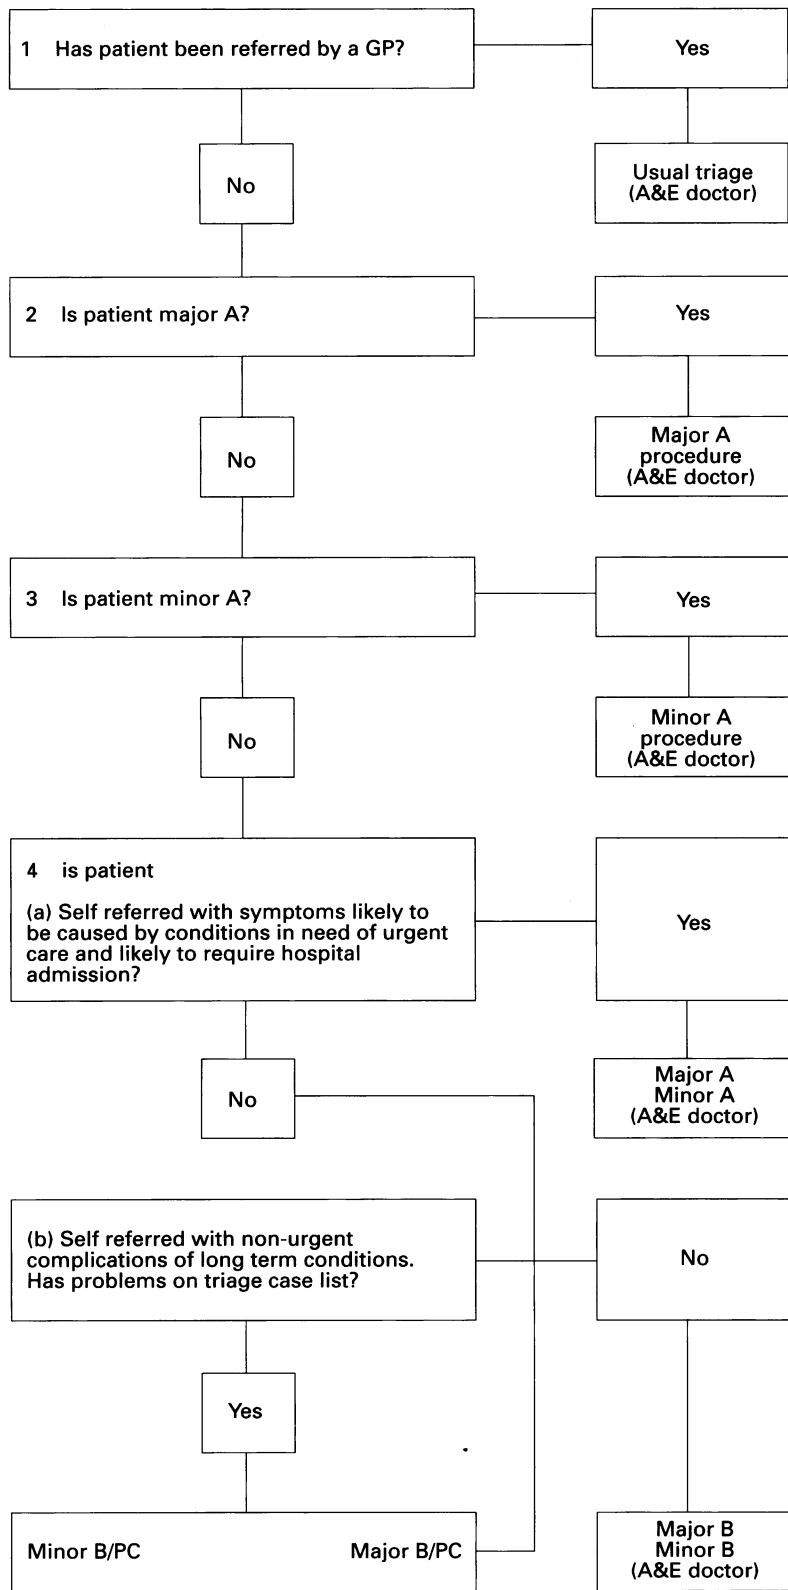 1 Has patient been referred by a GP?
Yes
No
Usual triage
(A&E doctor)
2 Is patient major A?
Yes
No
Major A
procedure
(A&E doctor)
3 Is patient minor A?
Yes
No
Minor A
procedure
(A&E doctor)
4 is patient
(a) Self referred with symptoms likely to
be caused by conditions in need of urgent
care and likely to require hospital
admission?
Yes
No
Major A
Minor A
(A&E doctor)
(b) Self referred with non-urgent
complications of long term conditions.
Has problems on triage case list?
No
Yes
Minor B/PC Major B/PC
Major B
Minor B
(A&E doctor)